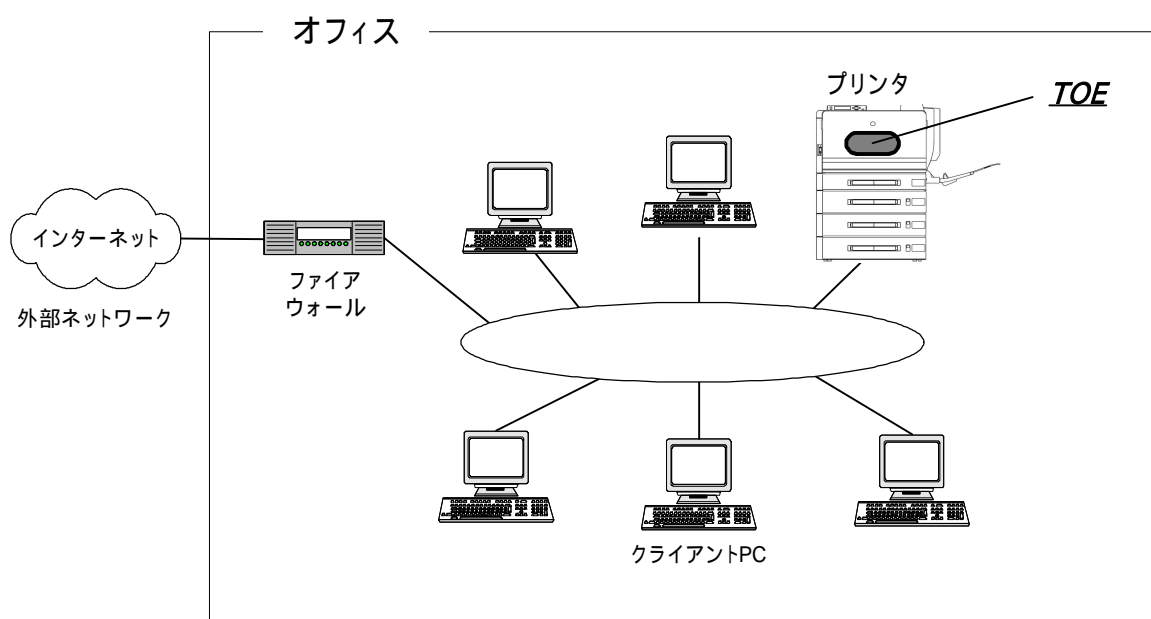 オフィス
プリンタ
TOE
インターネット
ファイア
ウォール
外部ネットワーク
クライアントPC